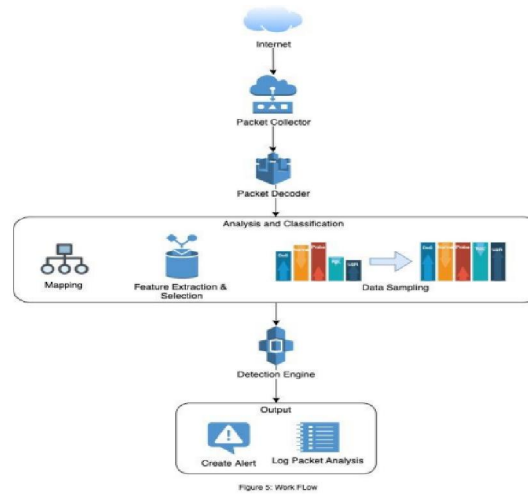 Internet
Packet Collector
Packet Decoder
Analysis and Classification
Mapping
Feature Extraction &
Selection
Data Sampling
Detection Engine
Output
Create Alert
Log Packet Analysis
Figure 5: Work FLow